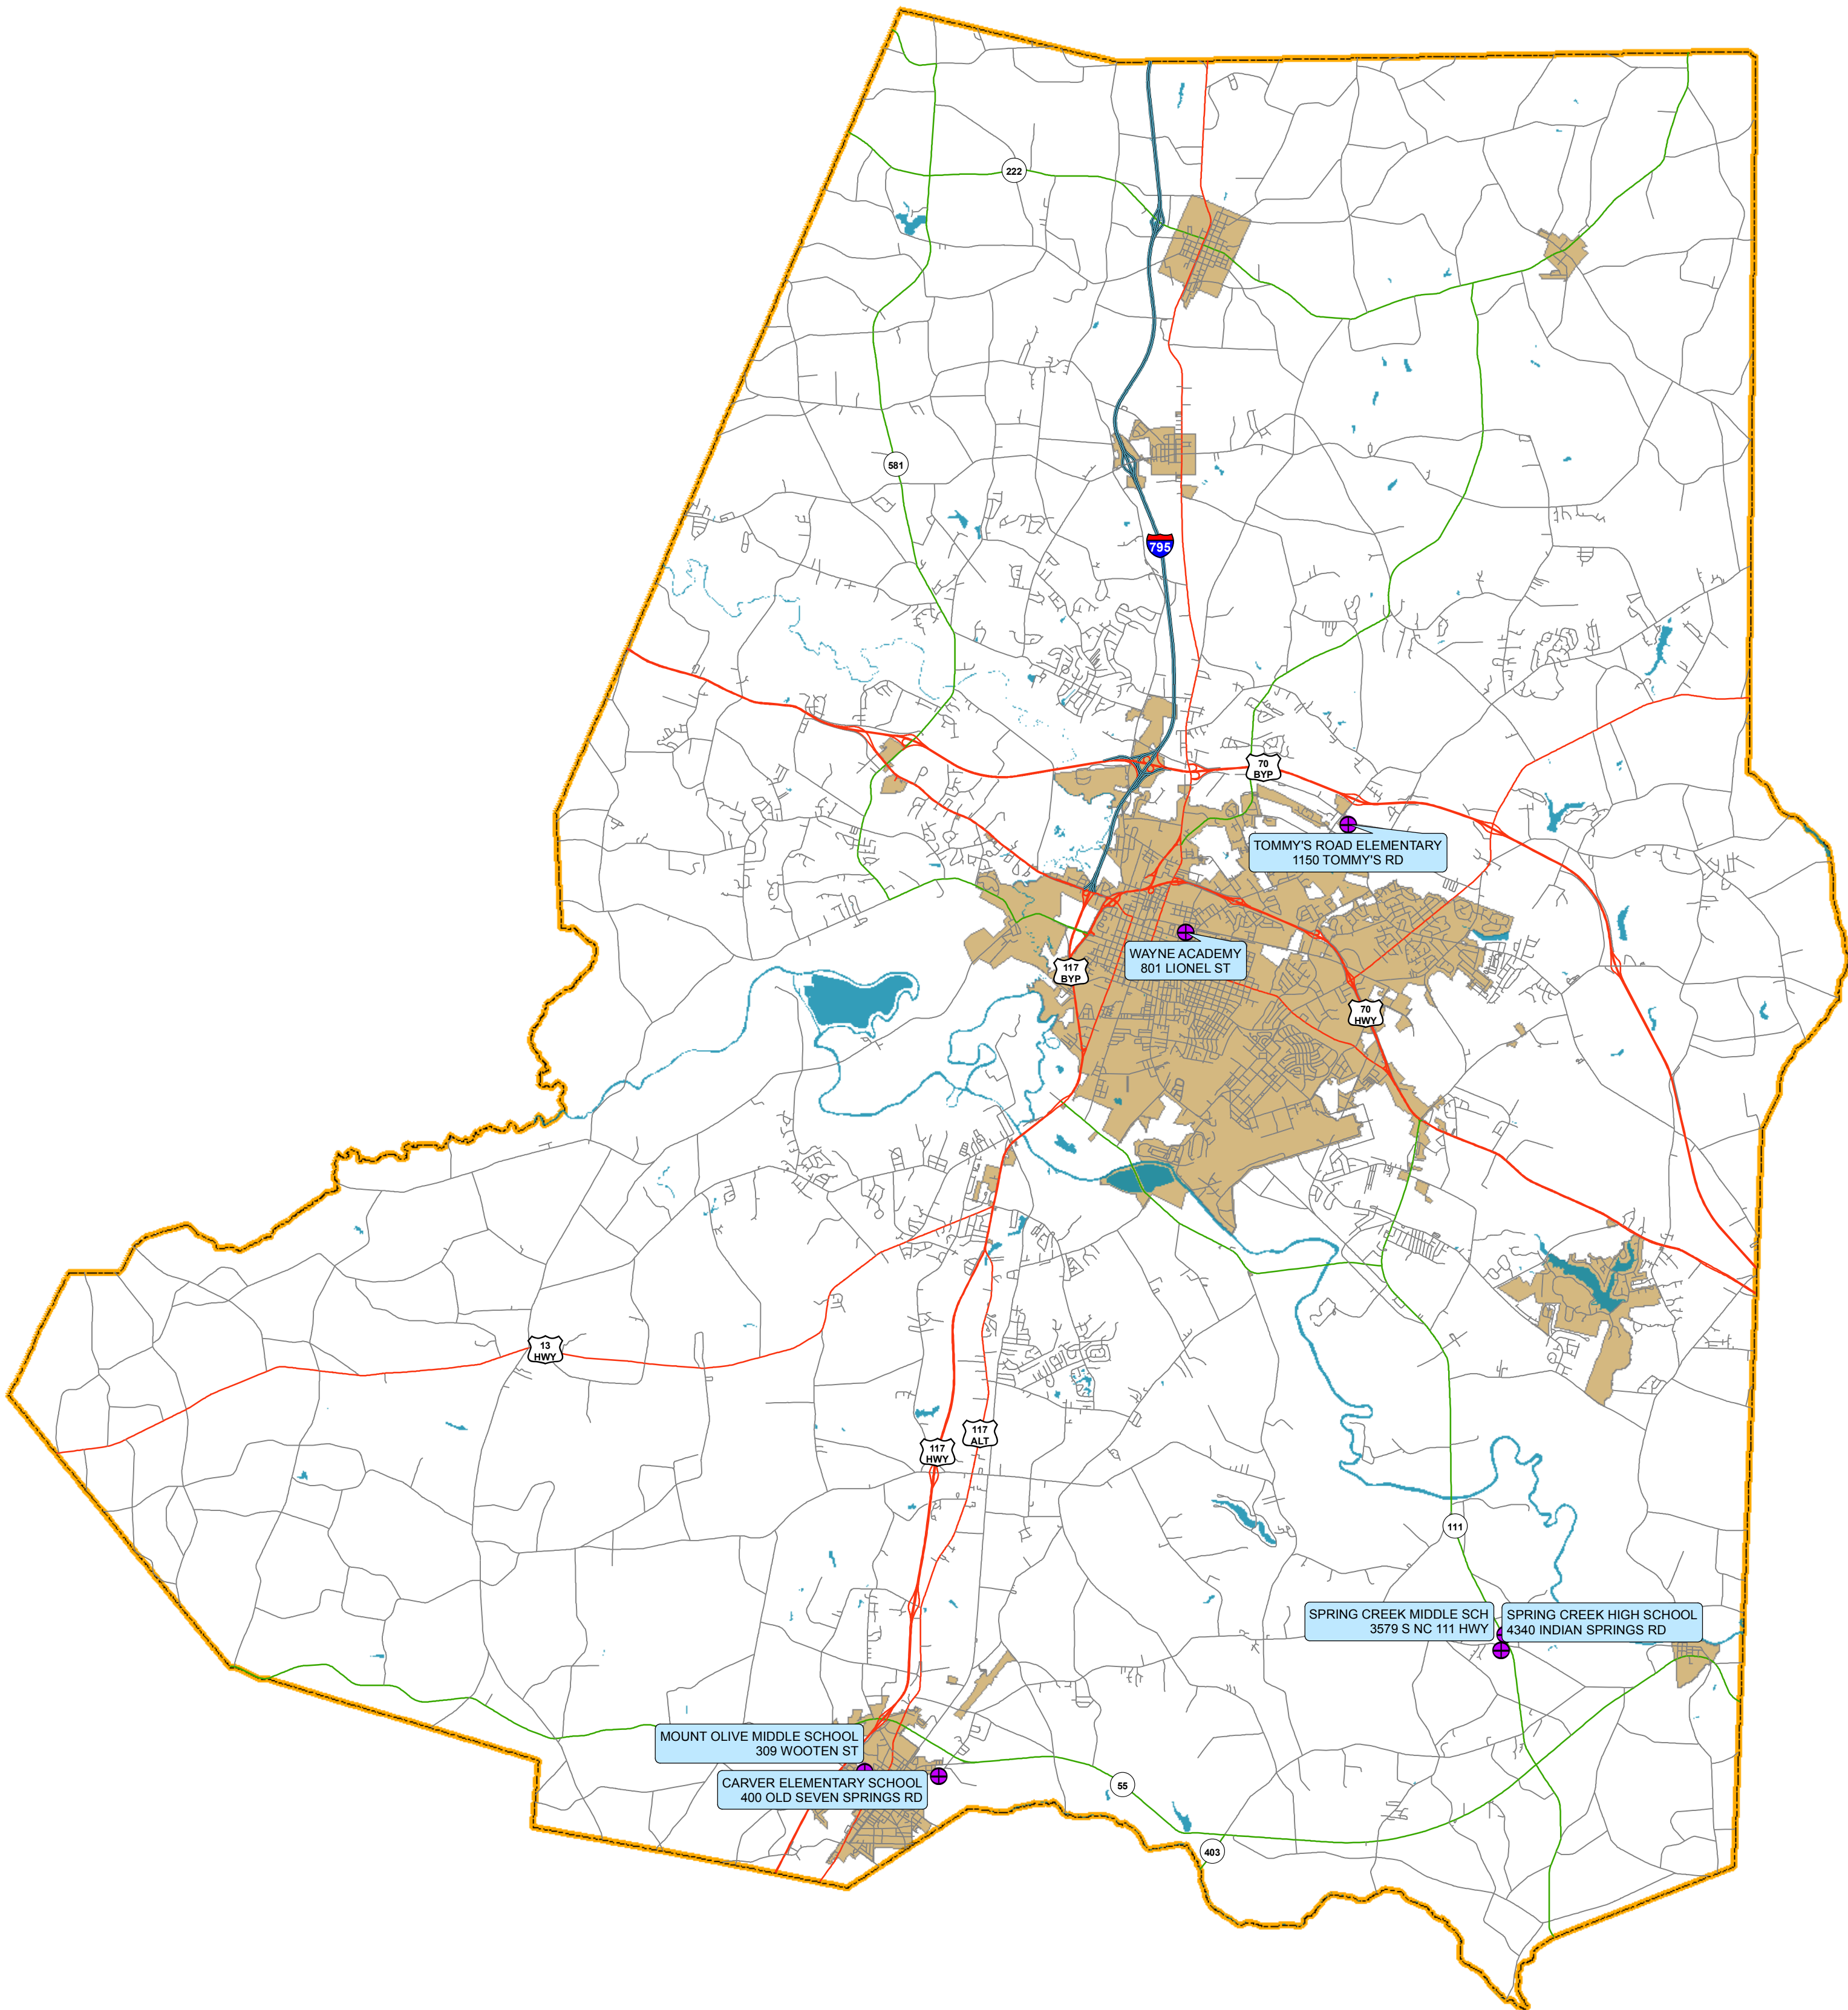 222
581
795
70
BYP
TOMMY'S ROAD ELEMENTARY
1150 TOMMY'S RD
WAYNE ACADEMY
801 LIONEL ST
117
BYP
70
HWY
13
HWY
117
ALT
117
HWY
111
SPRING CREEK MIDDLE SCH
3579 S NC 111 HWY
SPRING CREEK HIGH SCHOOL
4340 INDIAN SPRINGS RD
MOUNT OLIVE MIDDLE SCHOOL
309 WOOTEN ST
CARVER ELEMENTARY SCHOOL
400 OLD SEVEN SPRINGS RD
55
403